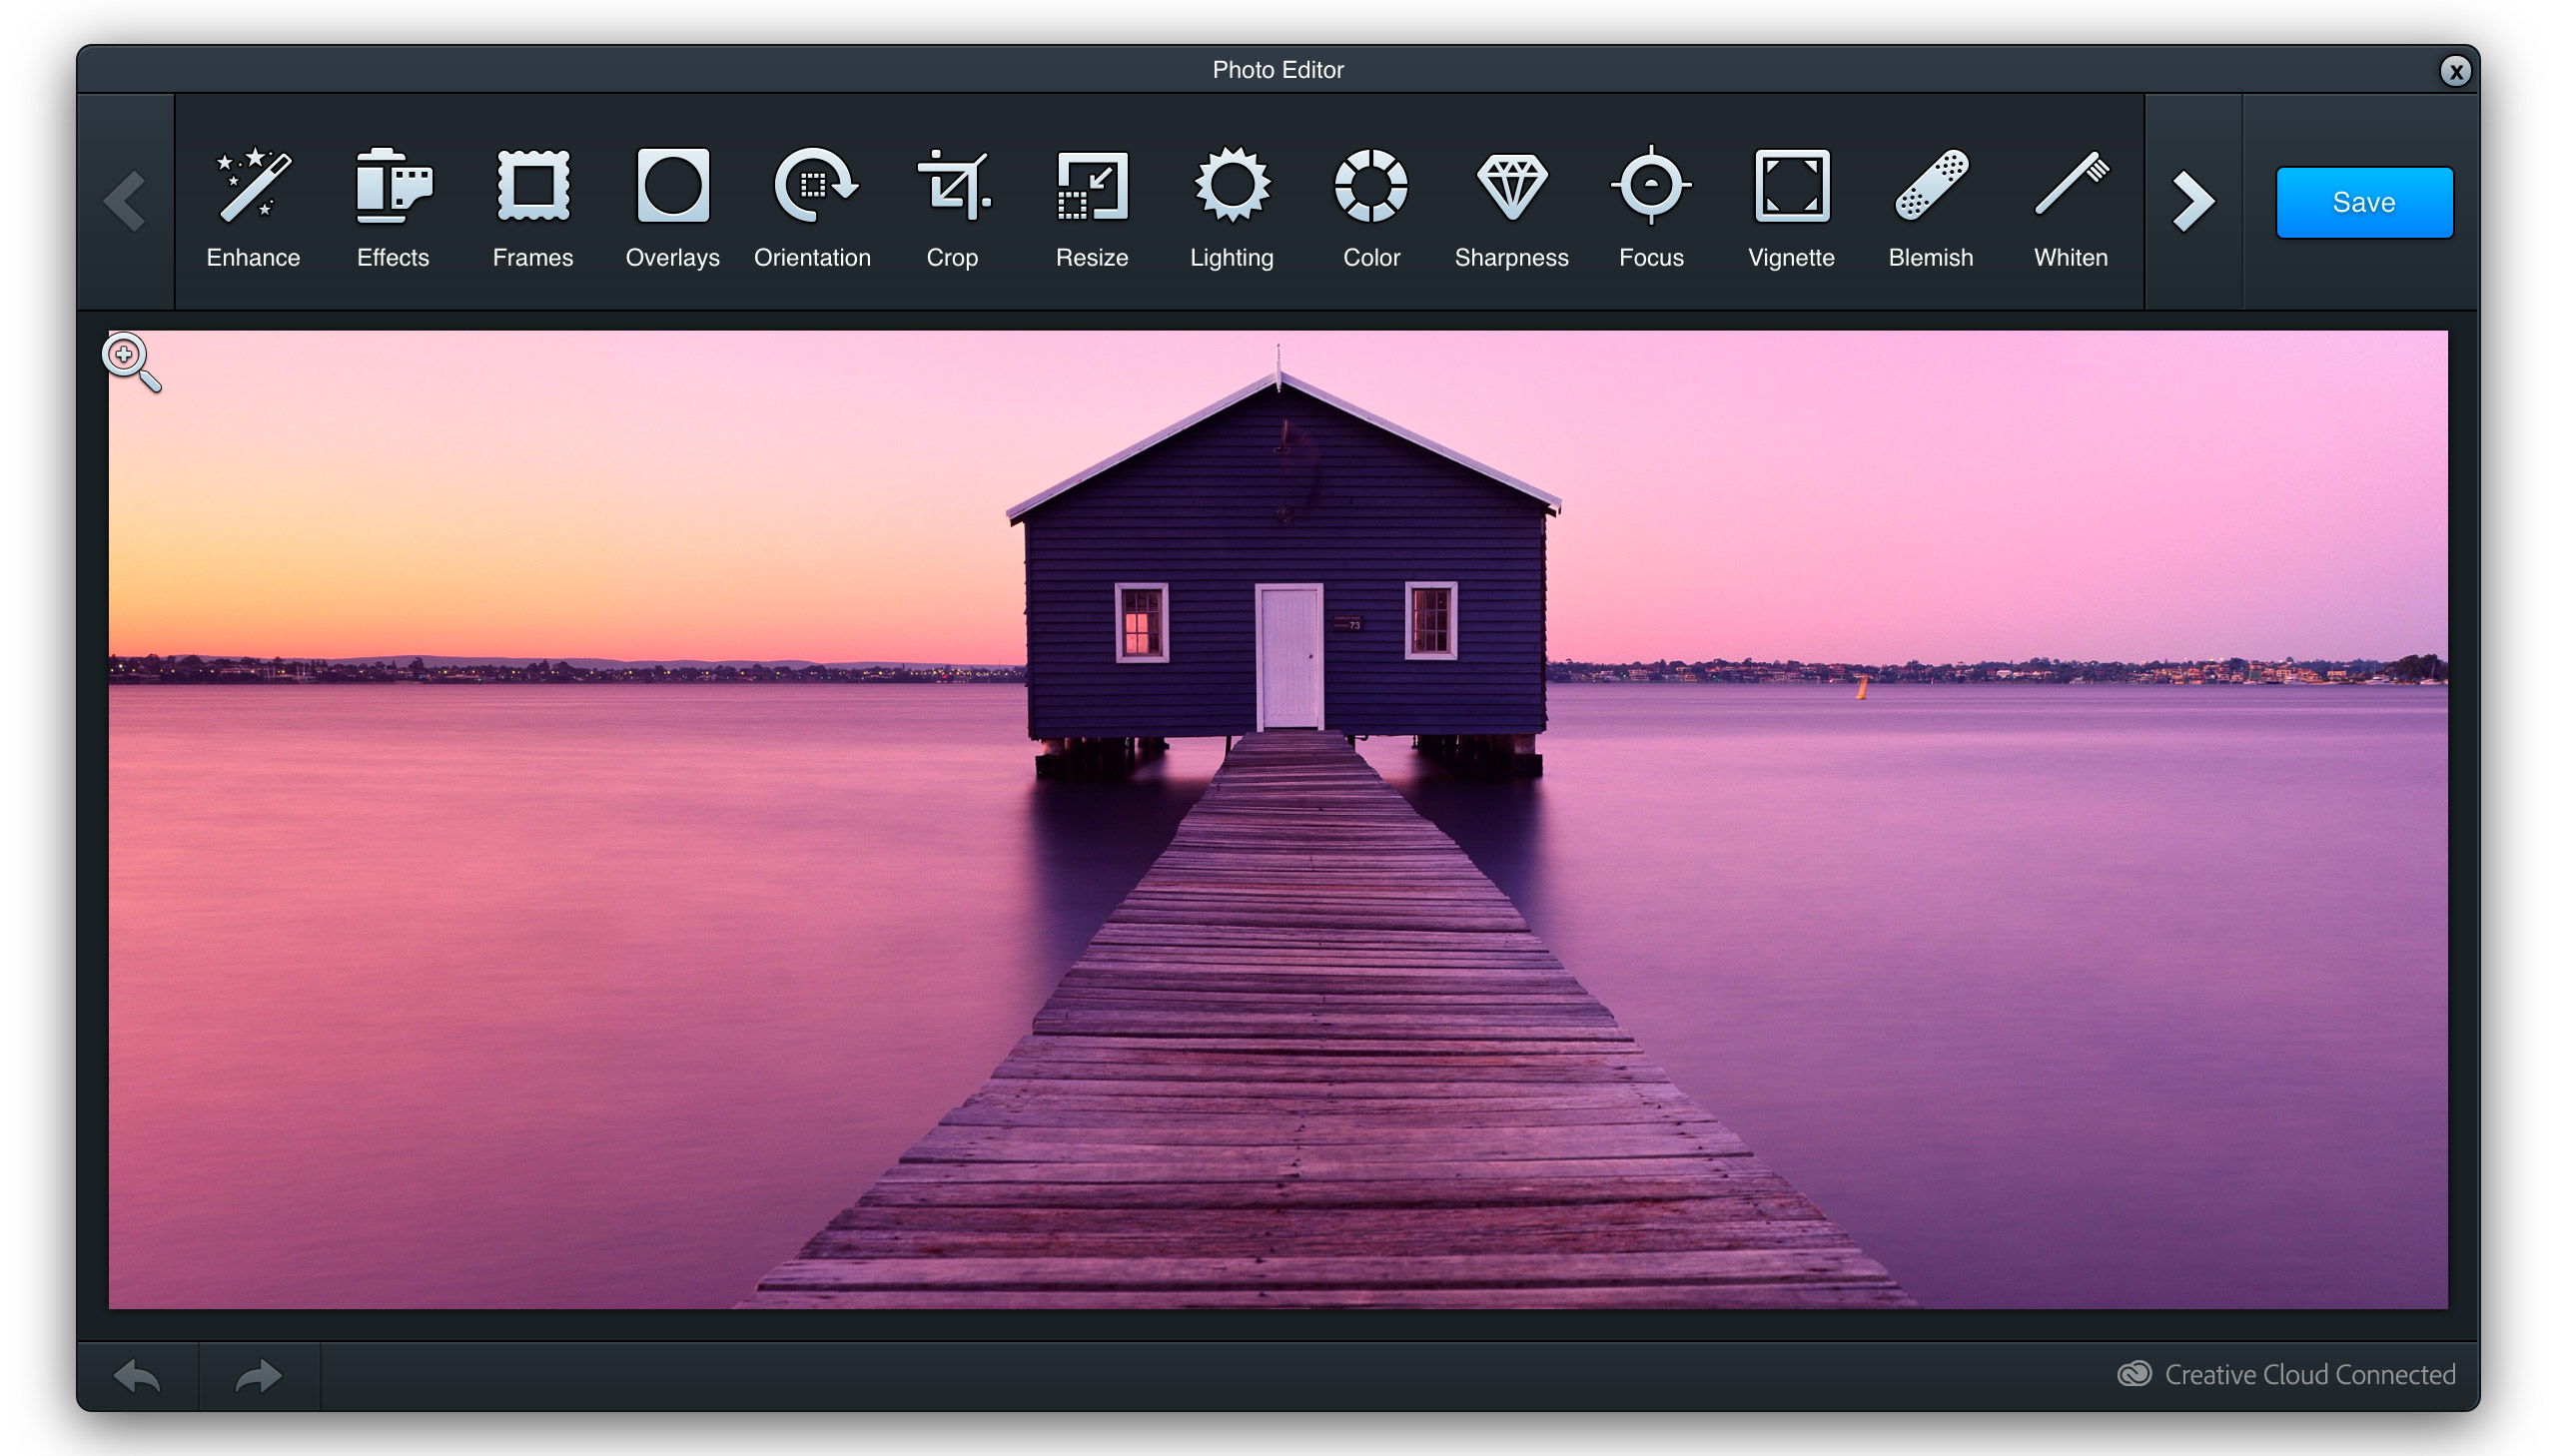 Photo Editor
x
Enhance
Effects
Frames
Overlays
Orientation
Crop
Resize
Lighting
Color
Sharpness
Focus
Vignette
Blemish
Whiten
Save
73
Creative Cloud Connected